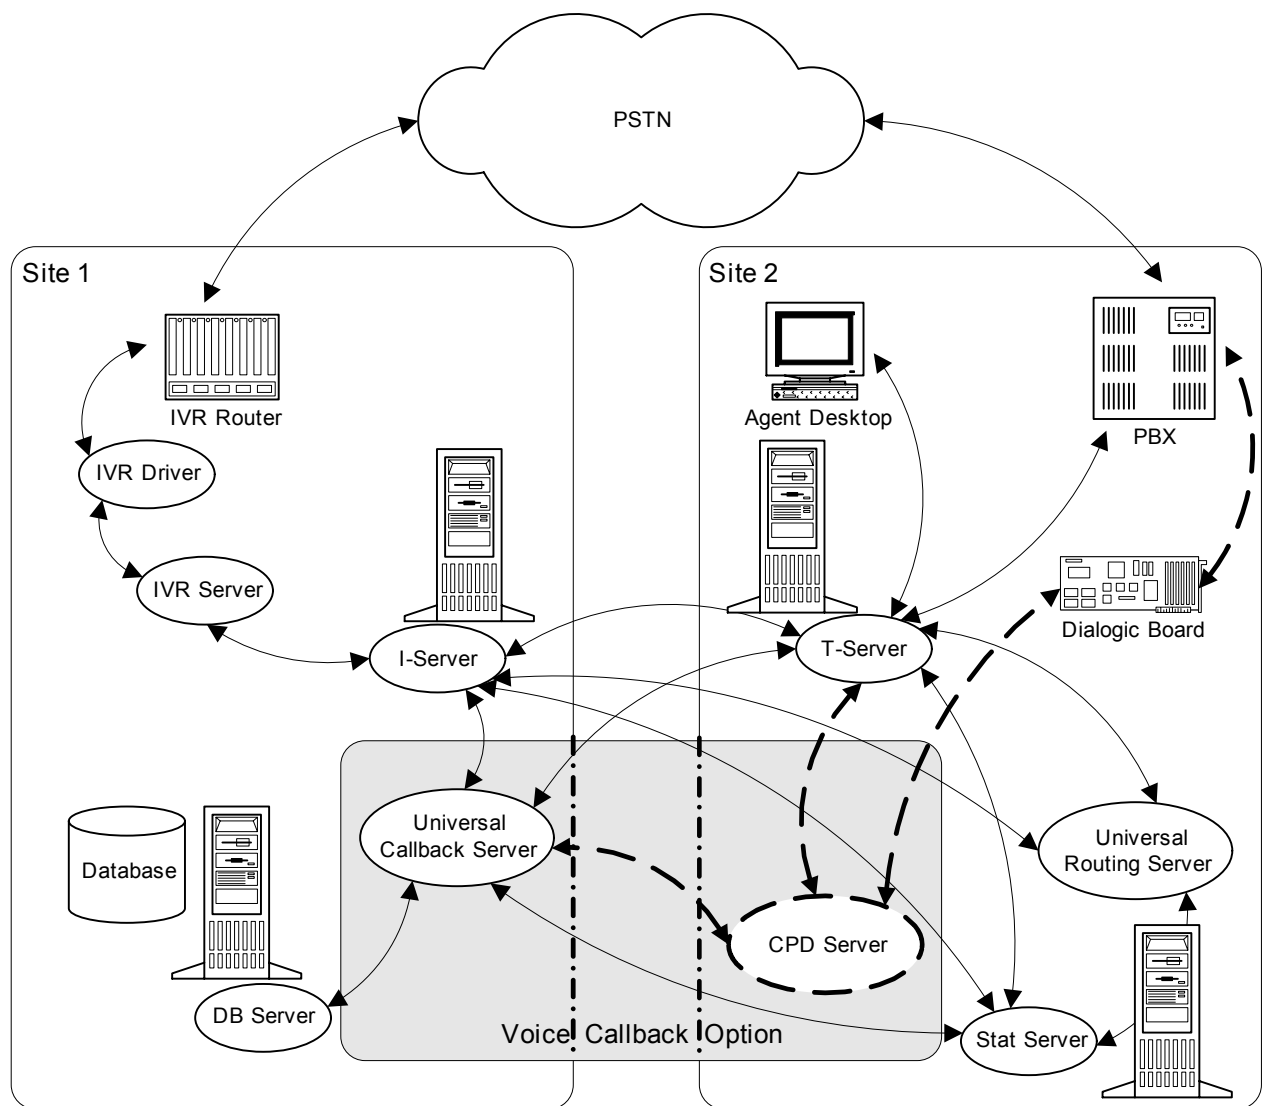 PSTN
Site 1
Site 2
IVR Router
Agent Desktop
PBX
IVR Driver
IVR Server
Dialogic Board
I-Server
T-Server
Universal
Callback Server
Universal
Routing Server
Database
CPD Server
DB Server
Voice Callback Option
Stat Server